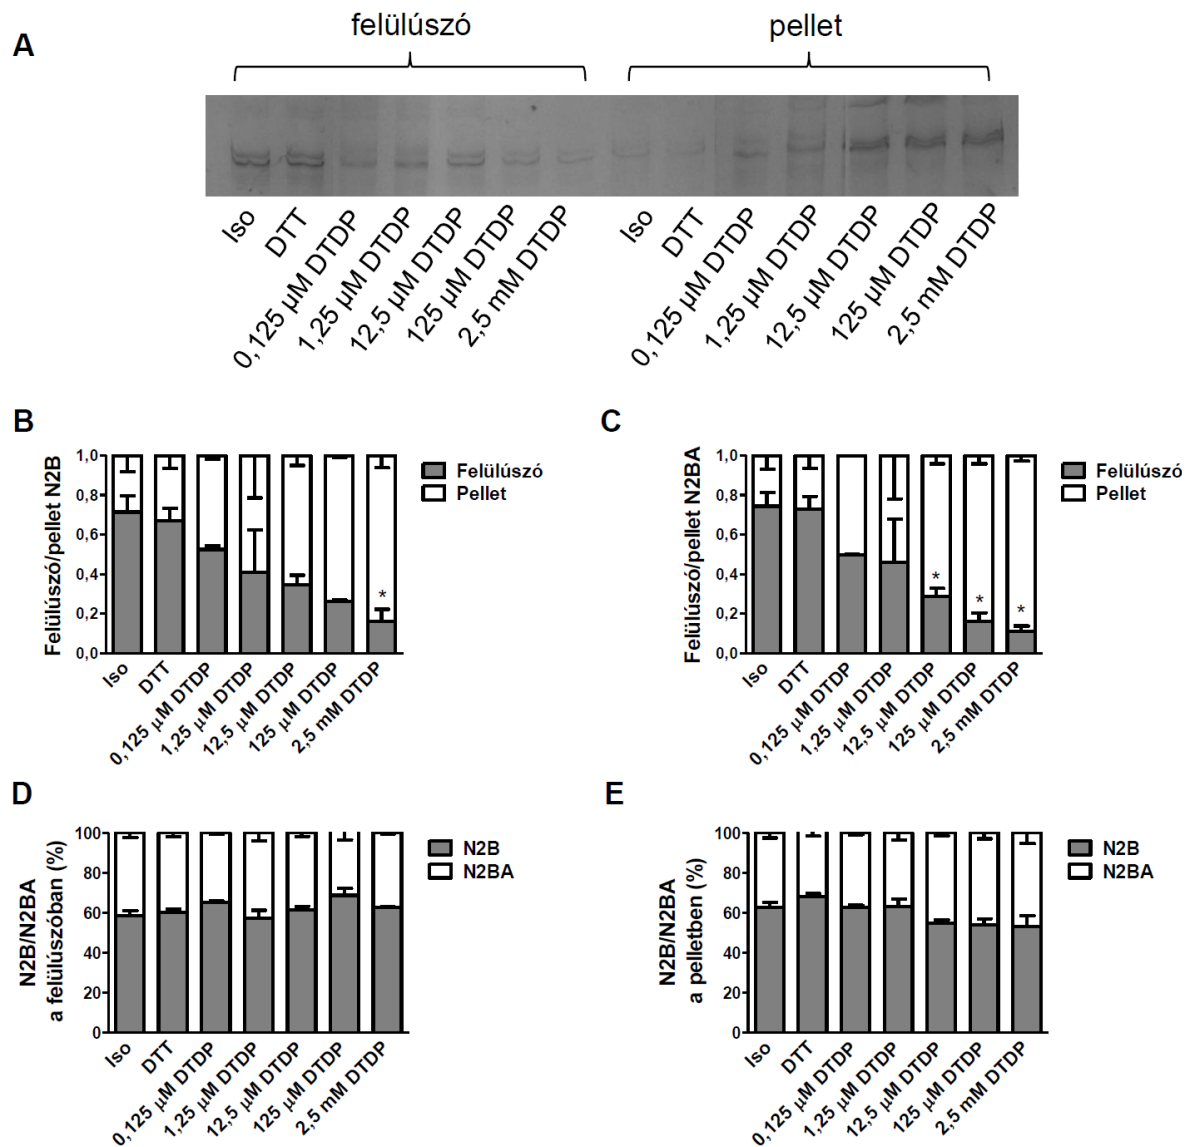 A
felülúszó
pellet
Iso
DTT
0,125 µM DTDP
1,25 µM DTDP
12,5 µM DTDP
125 µM DTDP
2,5 mM DTDP
Iso
DTT
0,125 µM DTDP
1,25 µM DTDP
12,5 µM DTDP
125 µM DTDP
2,5 mM DTDP
B
Felülúszó/pellet N2B
1,0
0,8
0,6
0,4
0,2
0,0
*
Felülúszó
Pellet
Iso
DTT
0,125 µM DTDP
1,25 µM DTDP
12,5 µM DTDP
125 µM DTDP
2,5 mM DTDP
C
Felülúszó/pellet N2BA
1,0
0,8
0,6
0,4
0,2
0,0
*
*
*
Felülúszó
Pellet
Iso
DTT
0,125 µM DTDP
1,25 µM DTDP
12,5 µM DTDP
125 µM DTDP
2,5 mM DTDP
D
N2B/N2BA
a felülúszóban (%)
100
80
60
40
20
0
N2B
N2BA
Iso
DTT
0,125 µM DTDP
1,25 µM DTDP
12,5 µM DTDP
125 µM DTDP
2,5 mM DTDP
E
N2B/N2BA
a pelletben (%)
100
80
60
40
20
0
N2B
N2BA
Iso
DTT
0,125 µM DTDP
1,25 µM DTDP
12,5 µM DTDP
125 µM DTDP
2,5 mM DTDP